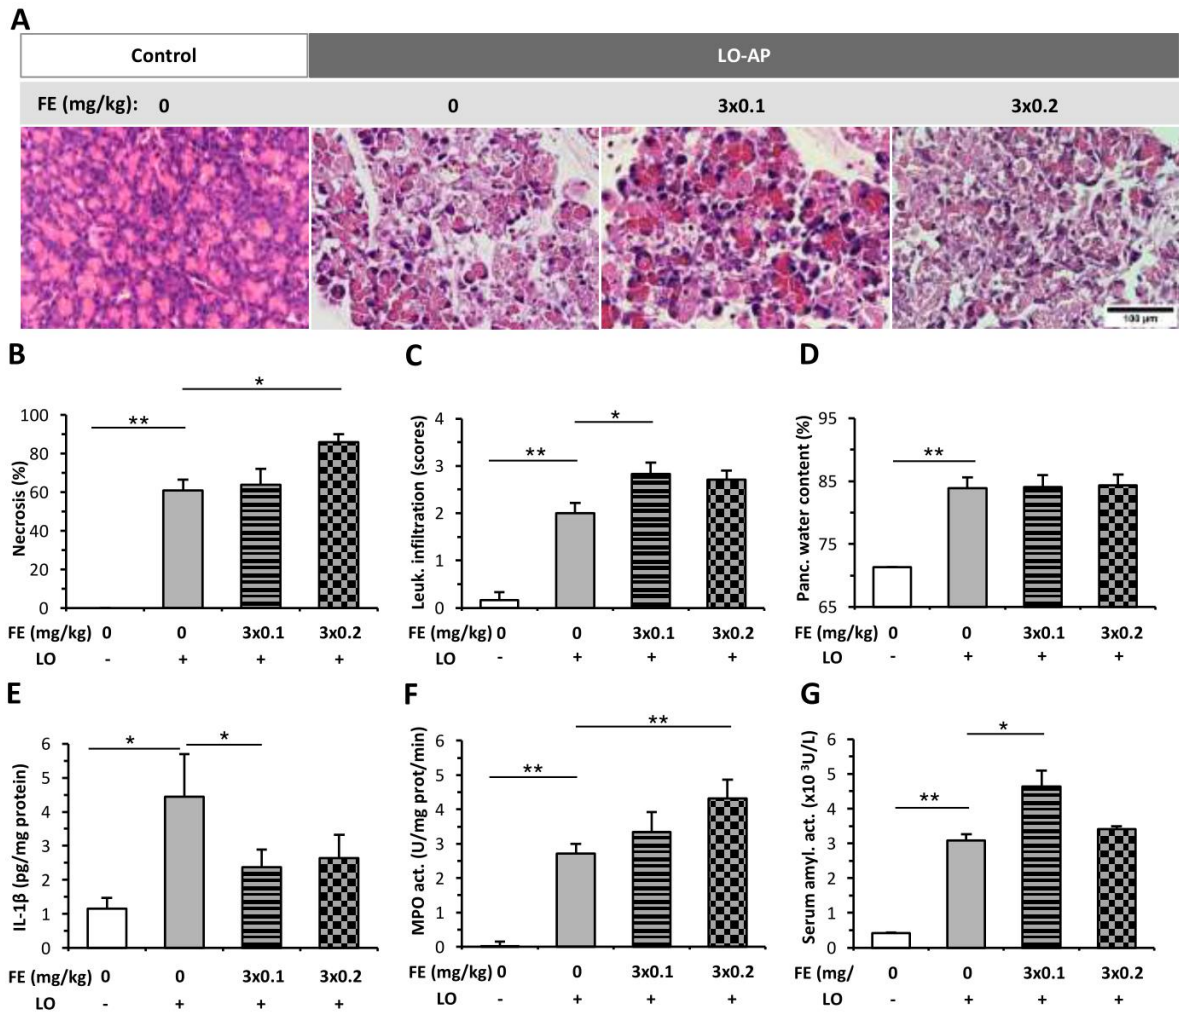 A
Control LO-AP
FE (mg/kg): 0 0 3x0.1 3x0.2
100 µm
B
*
**
100
80
60
40
20
0
Necrosis (%)
FE (mg/kg) 0 0 3x0.1 3x0.2
LO - + + +
C
*
**
4
3
2
1
0
Leuk. infiltration (scores)
FE (mg/kg) 0 0 3x0.1 3x0.2
LO - + + +
D
**
95
85
75
65
Panc. water content (%)
FE (mg/kg) 0 0 3x0.1 3x0.2
LO - + + +
E
* *
6
5
4
3
2
1
0
IL-1β (pg/mg protein)
FE (mg/kg) 0 0 3x0.1 3x0.2
LO - + + +
F
**
**
6
5
4
3
2
1
0
MPO act. (U/mg prot/min)
FE (mg/kg) 0 0 3x0.1 3x0.2
LO - + + +
G
*
**
6
5
4
3
2
1
0
Serum amyl. act. (x10 ³U/L)
FE (mg/ 0 0 3x0.1 3x0.2
LO - + + +